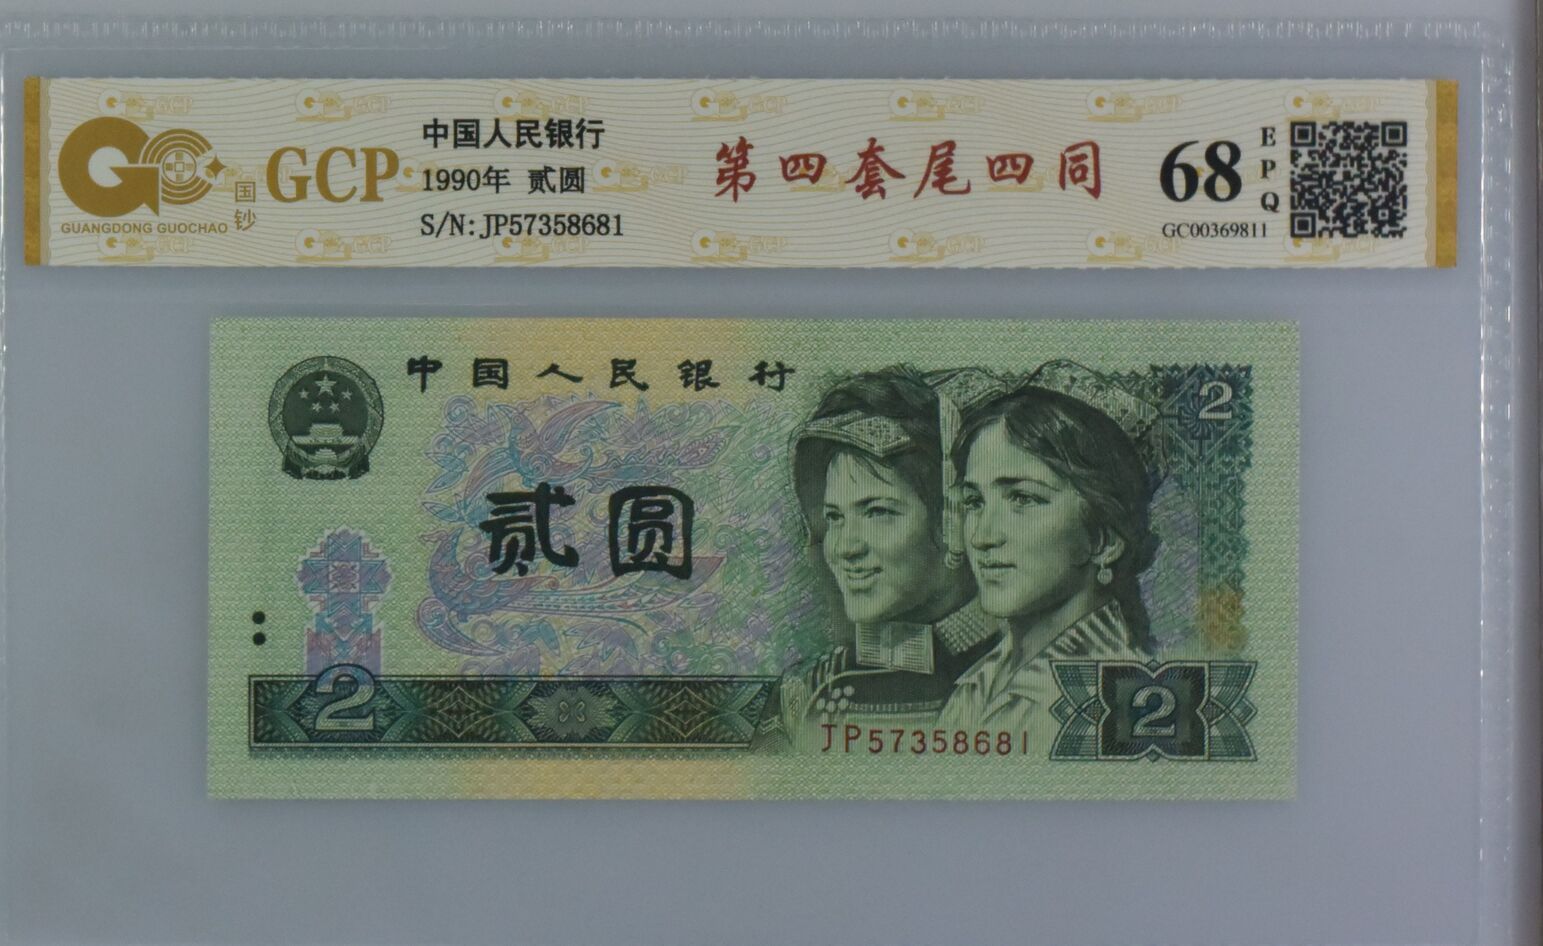 GCP
国钞
GUANGDONG GUOCHAO
中国人民银行
1990年 贰圆
S/N: JP57358681
第四套尾四同
68
EPQ
GC00369811
中国人民银行
2
贰圆
2
JP57358681
2